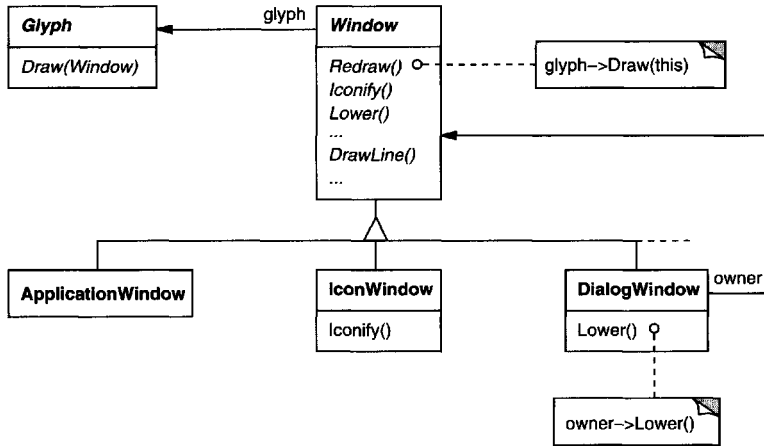 glyph
Glyph
Window
Draw(Window)
Redraw()
glyph->Draw(this)
Iconify()
Lower()
...
DrawLine()
...
ApplicationWindow
IconWindow
DialogWindow
owner
Iconify()
Lower()
owner->Lower()